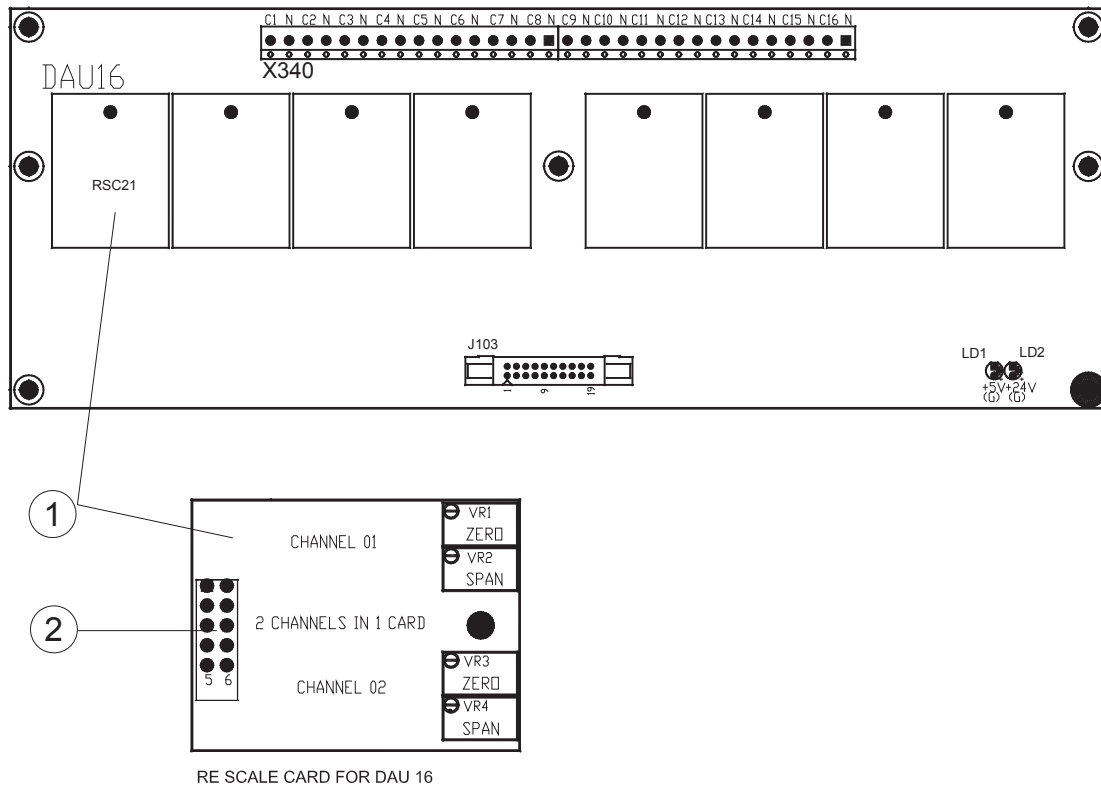 C1 N C2 N C3 N C4 N C5 N C6 N C7 N C8 N C9 N C10 N C11 N C12 N C13 N C14 N C15 N C16 N
X340
DAU16
RSC21
J103
1 9 19
LD1 LD2
+5V +24V
(G) (G)
1
CHANNEL 01
VR1
ZERO
VR2
SPAN
2
2 CHANNELS IN 1 CARD
5 6
CHANNEL 02
VR3
ZERO
VR4
SPAN
RE SCALE CARD FOR DAU 16